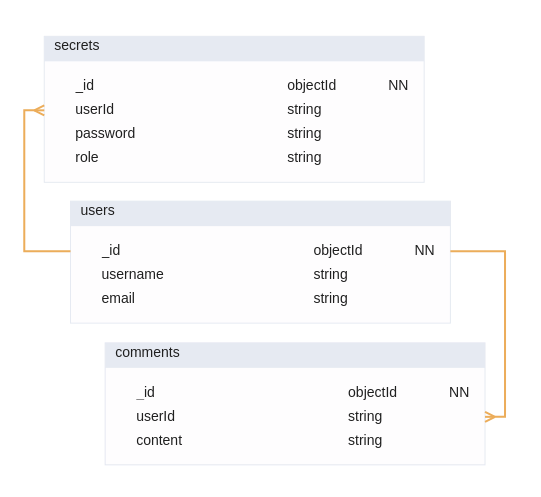 secrets
_id objectId NN
userId string
password string
role string
users
_id objectId NN
username string
email string
comments
_id objectId NN
userId string
content string